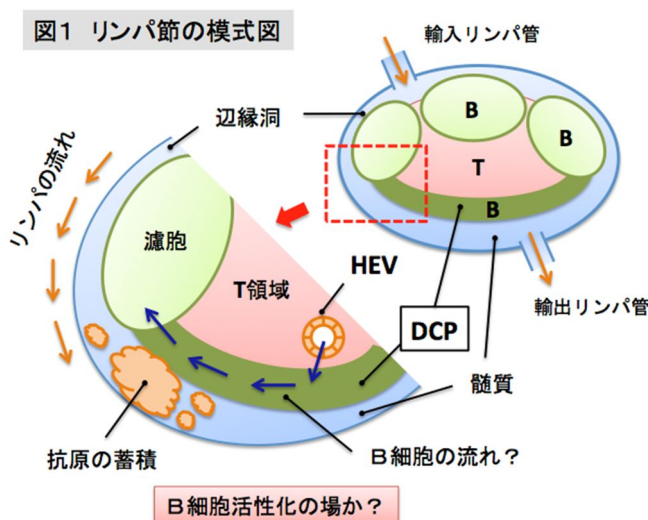 図1 リンパ節の模式図
輸入リンパ管
辺縁洞
リンパの流れ
B
B
T
B
濾胞
T領域
HEV
DCP
輸出リンパ管
髄質
抗原の蓄積
B細胞の流れ？
B細胞活性化の場か？